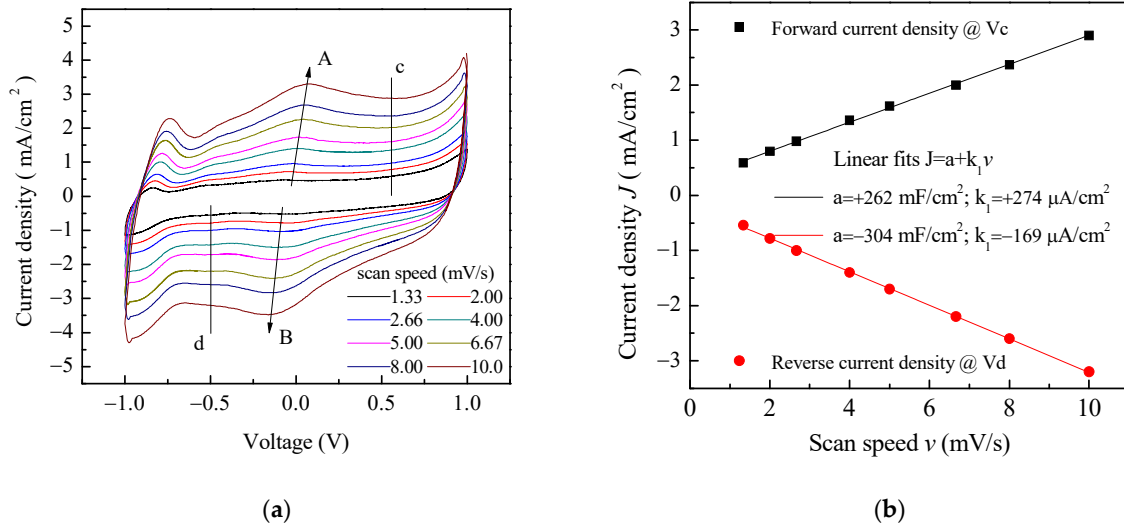 5
4
3
2
1
0
−1
−2
−3
−4
−5
Current density ( mA/cm²)
A
c
d
B
scan speed (mV/s)
1.33 2.00
2.66 4.00
5.00 6.67
8.00 10.0
−1.0 −0.5 0.0 0.5 1.0
Voltage (V)
(a)
3
2
1
0
−1
−2
−3
Current density J ( mA/cm²)
Forward current density @ Vc
Linear fits J=a+k₁v
a=+262 mF/cm²; k₁=+274 μA/cm²
a=−304 mF/cm²; k₁=−169 μA/cm²
Reverse current density @ Vd
0 2 4 6 8 10
Scan speed v (mV/s)
(b)